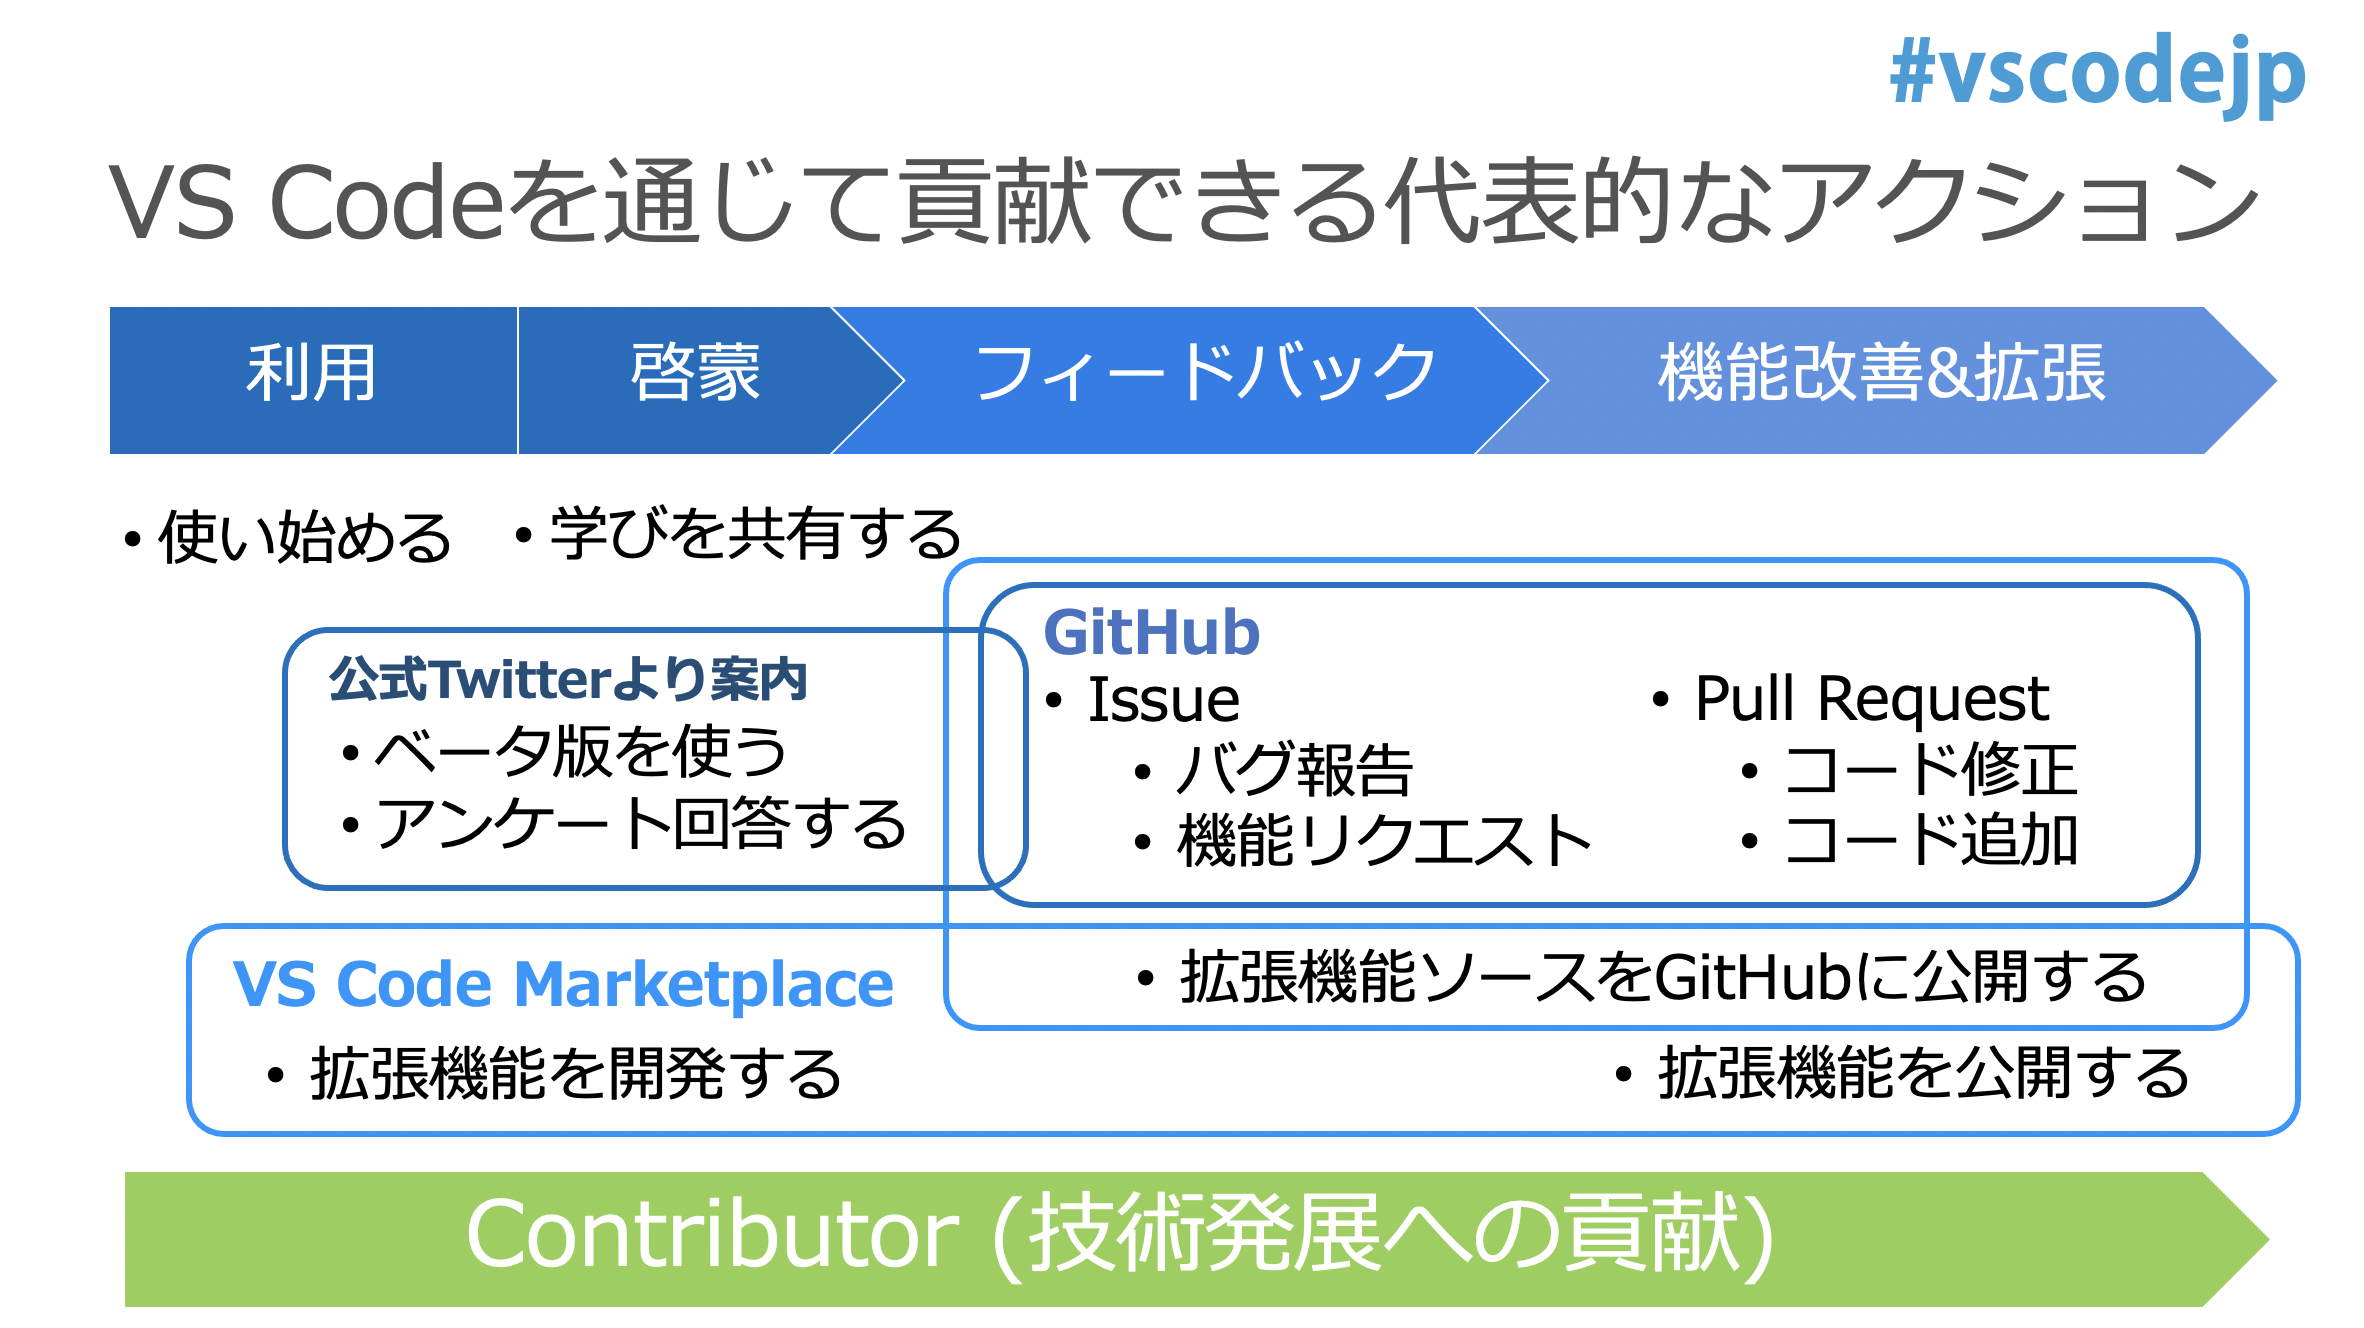 #vscodejp
VS Codeを通じて貢献できる代表的なアクション
利用
啓蒙
フィードバック
機能改善&拡張
• 使い始める
• 学びを共有する
公式Twitterより案内
• ベータ版を使う
• アンケート回答する
GitHub
• Issue
• バグ報告
• 機能リクエスト
• Pull Request
• コード修正
• コード追加
VS Code Marketplace
• 拡張機能ソースをGitHubに公開する
• 拡張機能を開発する
• 拡張機能を公開する
Contributor (技術発展への貢献)